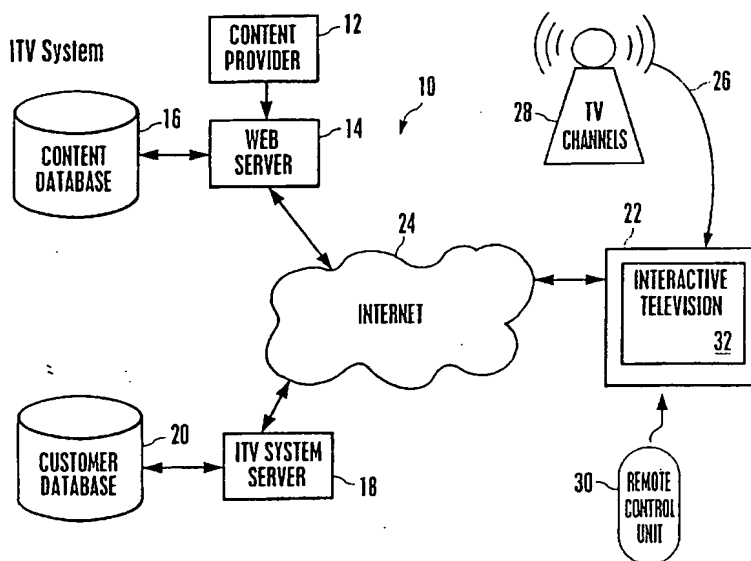 ITV System
CONTENT
PROVIDER
12
10
16
CONTENT
DATABASE
WEB
SERVER
14
28
TV
CHANNELS
26
24
INTERNET
22
INTERACTIVE
TELEVISION
32
20
CUSTOMER
DATABASE
ITV SYSTEM
SERVER
18
30
REMOTE
CONTROL
UNIT